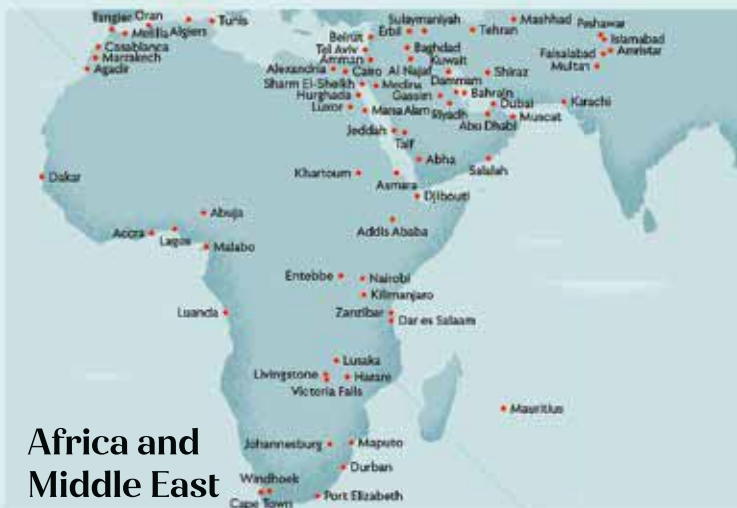 Tangier Oran
Tunis
Melilla Algiers
Casablanca
Marrakech
Agadir
Sulaymaniyah
Mashhad
Peshawar
Beirut
Erbil
Tehran
Islamabad
Tel Aviv
Baghdad
Faisalabad
Amristar
Amman
Kuwait
Multan
Alexandria
Cairo
Al Najaf
Shiraz
Dammam
Sharm El-Sheikh
Medina
Bahrain
Hurghada
Gassim
Dubai
Karachi
Luxor
Marsa Alam
Riyadh
Abu Dhabi
Muscat
Jeddah
Taif
Abha
Salalah
Dakar
Khartoum
Asmara
Djibouti
Abuja
Accra
Lagos
Addis Ababa
Malabo
Entebbe
Nairobi
Kilimanjaro
Luanda
Zanzibar
Dar es Salaam
Lusaka
Livingstone
Harare
Victoria Falls
Mauritius
Johannesburg
Maputo
Durban
Windhoek
Cape Town
Port Elizabeth
Africa and
Middle East